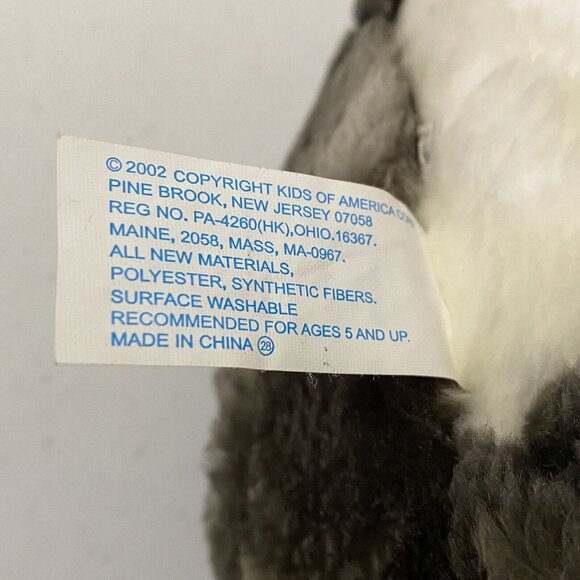 © 2002 COPYRIGHT KIDS OF AMERICA CORP
PINE BROOK, NEW JERSEY 07058
REG NO. PA-4260(HK),OHIO.16367.
MAINE, 2058, MASS, MA-0967.
ALL NEW MATERIALS,
POLYESTER, SYNTHETIC FIBERS.
SURFACE WASHABLE
RECOMMENDED FOR AGES 5 AND UP.
MADE IN CHINA 28